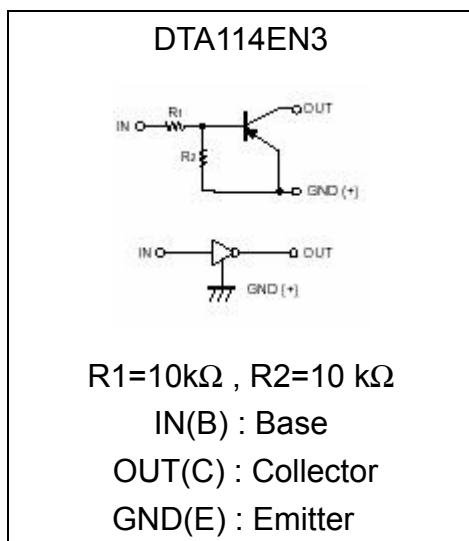 DTA114EN3
OUT
R1
IN
R2
GND (+)
IN
OUT
GND (+)
R1=10kΩ , R2=10 kΩ
IN(B) : Base
OUT(C) : Collector
GND(E) : Emitter